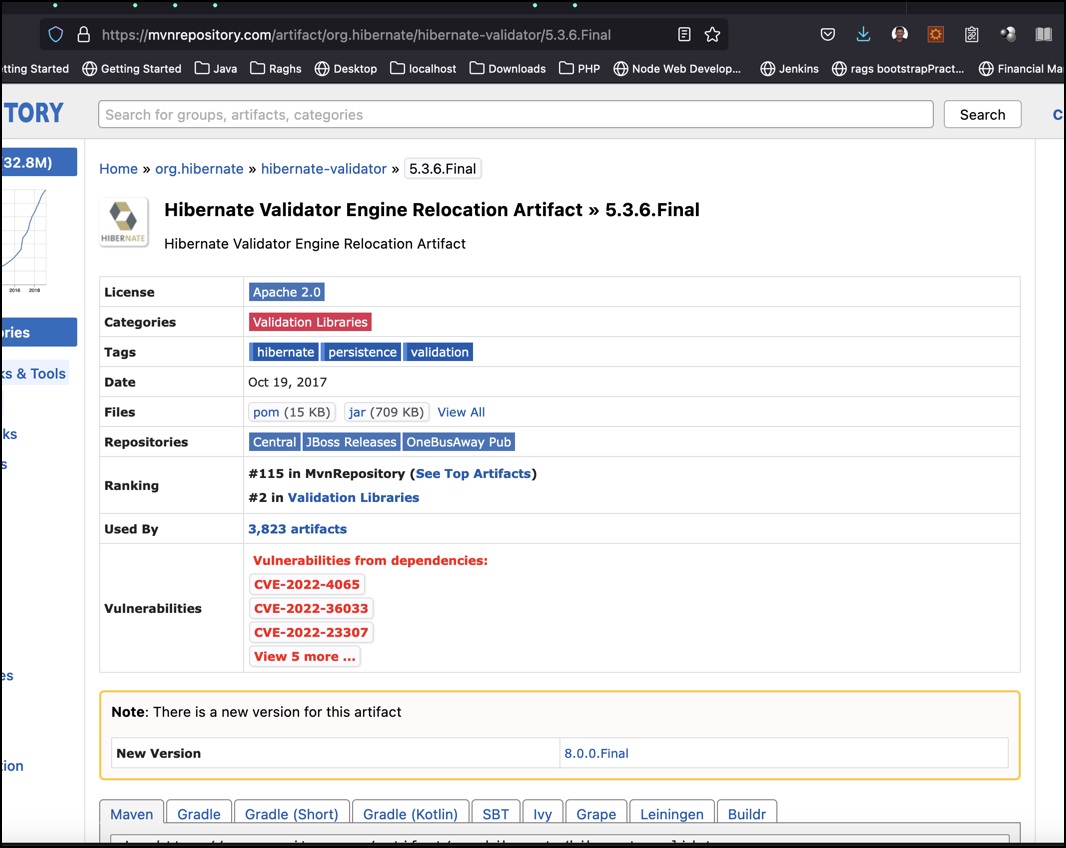 https://mvnrepository.com/artifact/org.hibernate/hibernate-validator/5.3.6.Final
tting Started Getting Started Java Raghs Desktop localhost Downloads PHP Node Web Develop... Jenkins rags bootstrapPract... Financial Ma
TORY Search for groups, artifacts, categories Search C
32.8M)
Home » org.hibernate » hibernate-validator » 5.3.6.Final
Hibernate Validator Engine Relocation Artifact » 5.3.6.Final
HIBERNATE
Hibernate Validator Engine Relocation Artifact
2016 2018
License Apache 2.0
Categories Validation Libraries
ories
Tags hibernate persistence validation
ks & Tools
Date Oct 19, 2017
Files pom (15 KB) jar (709 KB) View All
ks
Repositories Central JBoss Releases OneBusAway Pub
s
Ranking #115 in MvnRepository (See Top Artifacts)
#2 in Validation Libraries
Used By 3,823 artifacts
Vulnerabilities Vulnerabilities from dependencies:
CVE-2022-4065
CVE-2022-36033
CVE-2022-23307
View 5 more ...
es
Note: There is a new version for this artifact
New Version 8.0.0.Final
tion
Maven Gradle Gradle (Short) Gradle (Kotlin) SBT Ivy Grape Leiningen Buildr